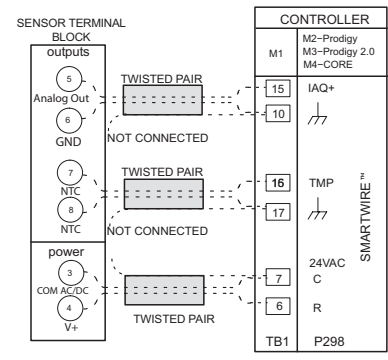 SENSOR TERMINAL
BLOCK
outputs
5
Analog Out
6
GND
7
NTC
8
NTC
power
3
COM AC/DC
4
V+
TWISTED PAIR
NOT CONNECTED
TWISTED PAIR
NOT CONNECTED
TWISTED PAIR
CONTROLLER
M1
M2-Prodigy
M3-Prodigy 2.0
M4-CORE
15 IAQ+
10
16 TMP
17
SMARTWIRE™
24VAC
7 C
6 R
TB1 P298